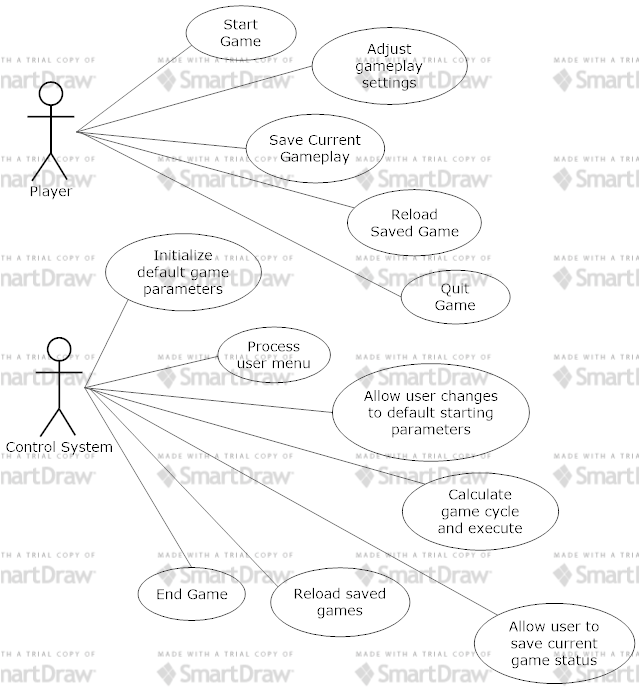 Start
Game
Adjust
gameplay
settings
Save Current
Gameplay
Player
Reload
Saved Game
Initialize
default game
parameters
Quit
Game
Process
user menu
Allow user changes
to default starting
parameters
Control System
Calculate
game cycle
and execute
End Game
Reload saved
games
Allow user to
save current
game status
MADE WITH A TRIAL COPY OF
SmartDraw